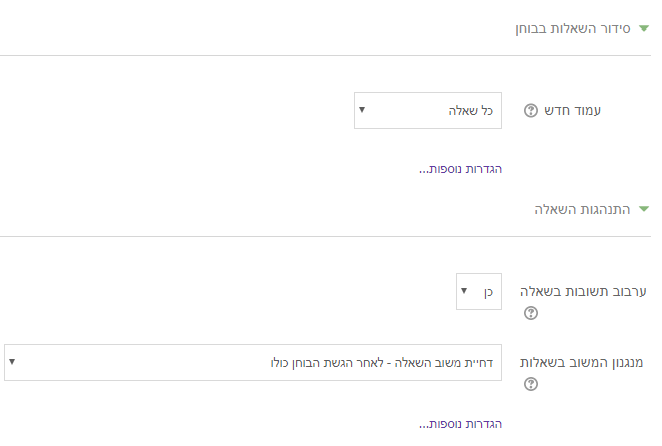 סידור השאלות בבוחן
עמוד חדש
כל שאלה
הגדרות נוספות...
התנהגות השאלה
ערבוב תשובות בשאלה
כן
מנגנון המשוב בשאלות
דחיית משוב השאלה - לאחר הגשת הבוחן כולו
הגדרות נוספות...